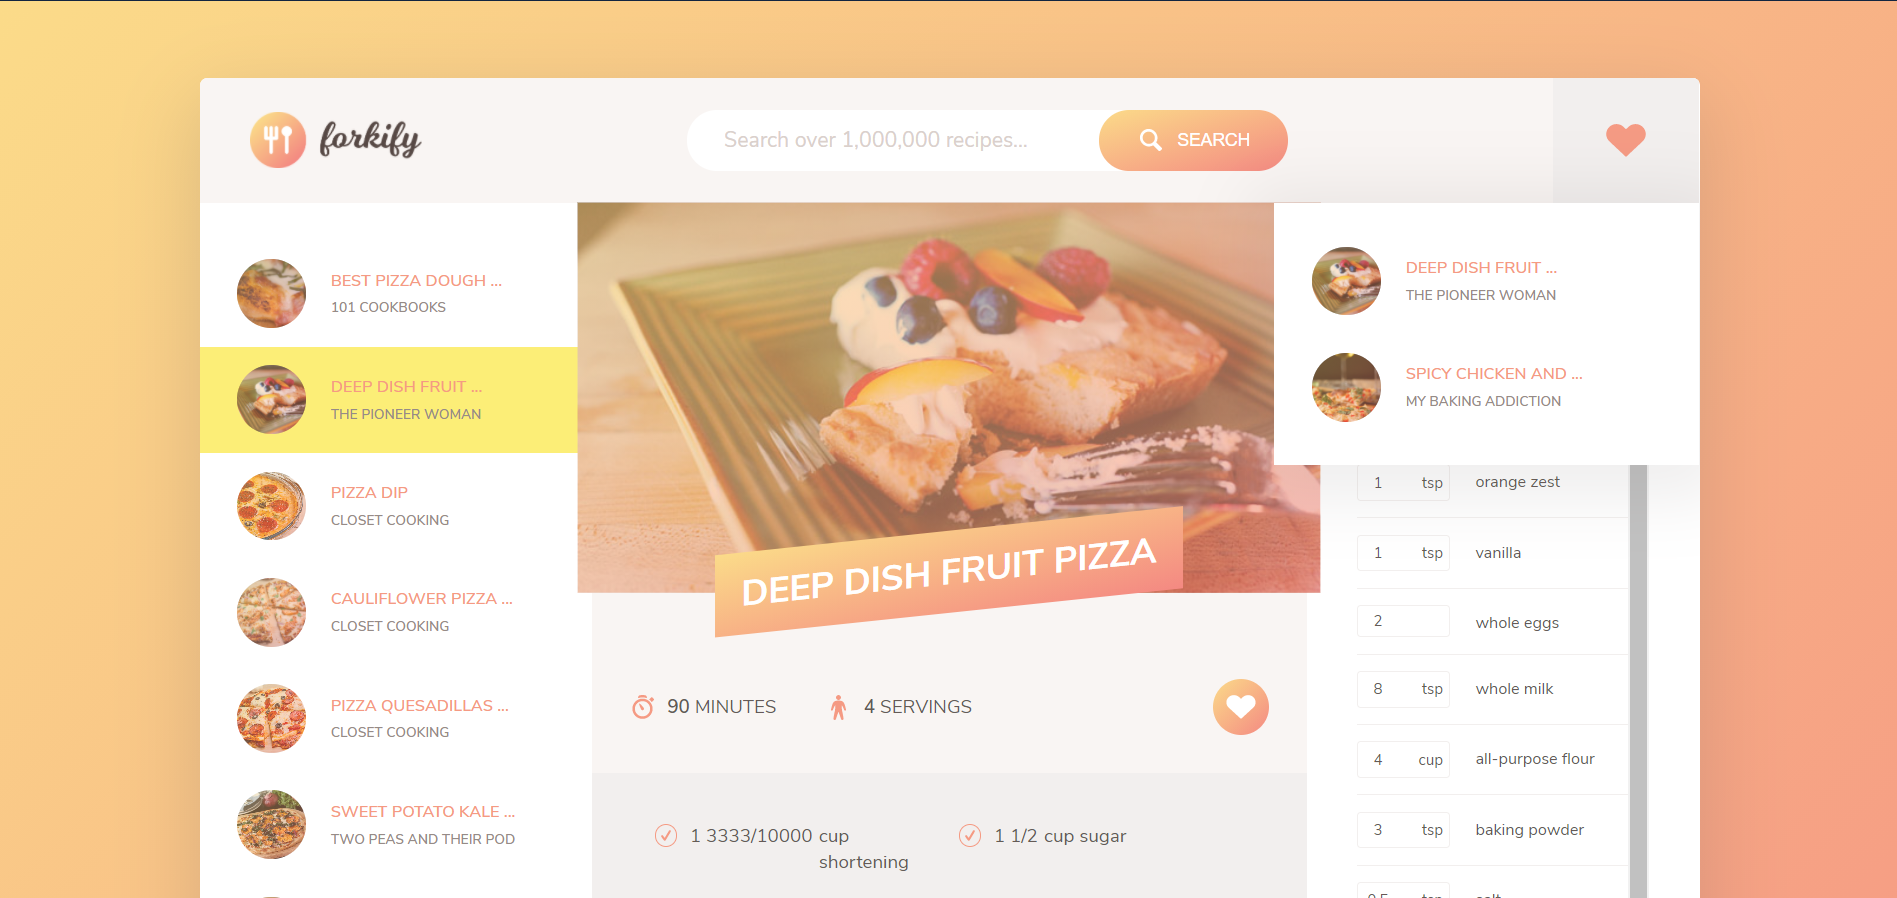 forkify
Search over 1,000,000 recipes...
SEARCH
BEST PIZZA DOUGH ...
101 COOKBOOKS
DEEP DISH FRUIT ...
THE PIONEER WOMAN
PIZZA DIP
CLOSET COOKING
CAULIFLOWER PIZZA ...
CLOSET COOKING
PIZZA QUESADILLAS ...
CLOSET COOKING
SWEET POTATO KALE ...
TWO PEAS AND THEIR POD
DEEP DISH FRUIT PIZZA
90 MINUTES
4 SERVINGS
1 3333/10000 cup
shortening
1 1/2 cup sugar
DEEP DISH FRUIT ...
THE PIONEER WOMAN
SPICY CHICKEN AND ...
MY BAKING ADDICTION
1 tsp orange zest
1 tsp vanilla
2 whole eggs
8 tsp whole milk
4 cup all-purpose flour
3 tsp baking powder